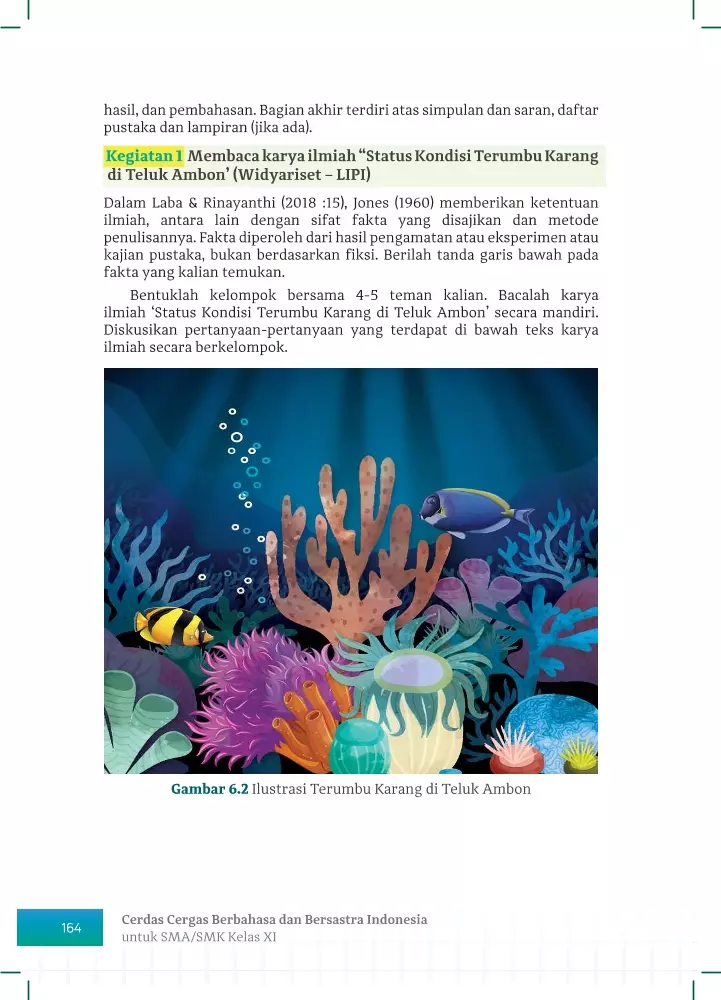 hasil, dan pembahasan. Bagian akhir terdiri atas simpulan dan saran, daftar
pustaka dan lampiran (jika ada).
Kegiatan 1 Membaca karya ilmiah “Status Kondisi Terumbu Karang
di Teluk Ambon’ (Widyariset – LIPI)
Dalam Laba & Rinayanthi (2018 :15), Jones (1960) memberikan ketentuan
ilmiah, antara lain dengan sifat fakta yang disajikan dan metode
penulisannya. Fakta diperoleh dari hasil pengamatan atau eksperimen atau
kajian pustaka, bukan berdasarkan fiksi. Berilah tanda garis bawah pada
fakta yang kalian temukan.
Bentuklah kelompok bersama 4-5 teman kalian. Bacalah karya
ilmiah ‘Status Kondisi Terumbu Karang di Teluk Ambon’ secara mandiri.
Diskusikan pertanyaan-pertanyaan yang terdapat di bawah teks karya
ilmiah secara berkelompok.
Gambar 6.2 Ilustrasi Terumbu Karang di Teluk Ambon
164
Cerdas Cergas Berbahasa dan Bersastra Indonesia
untuk SMA/SMK Kelas XI